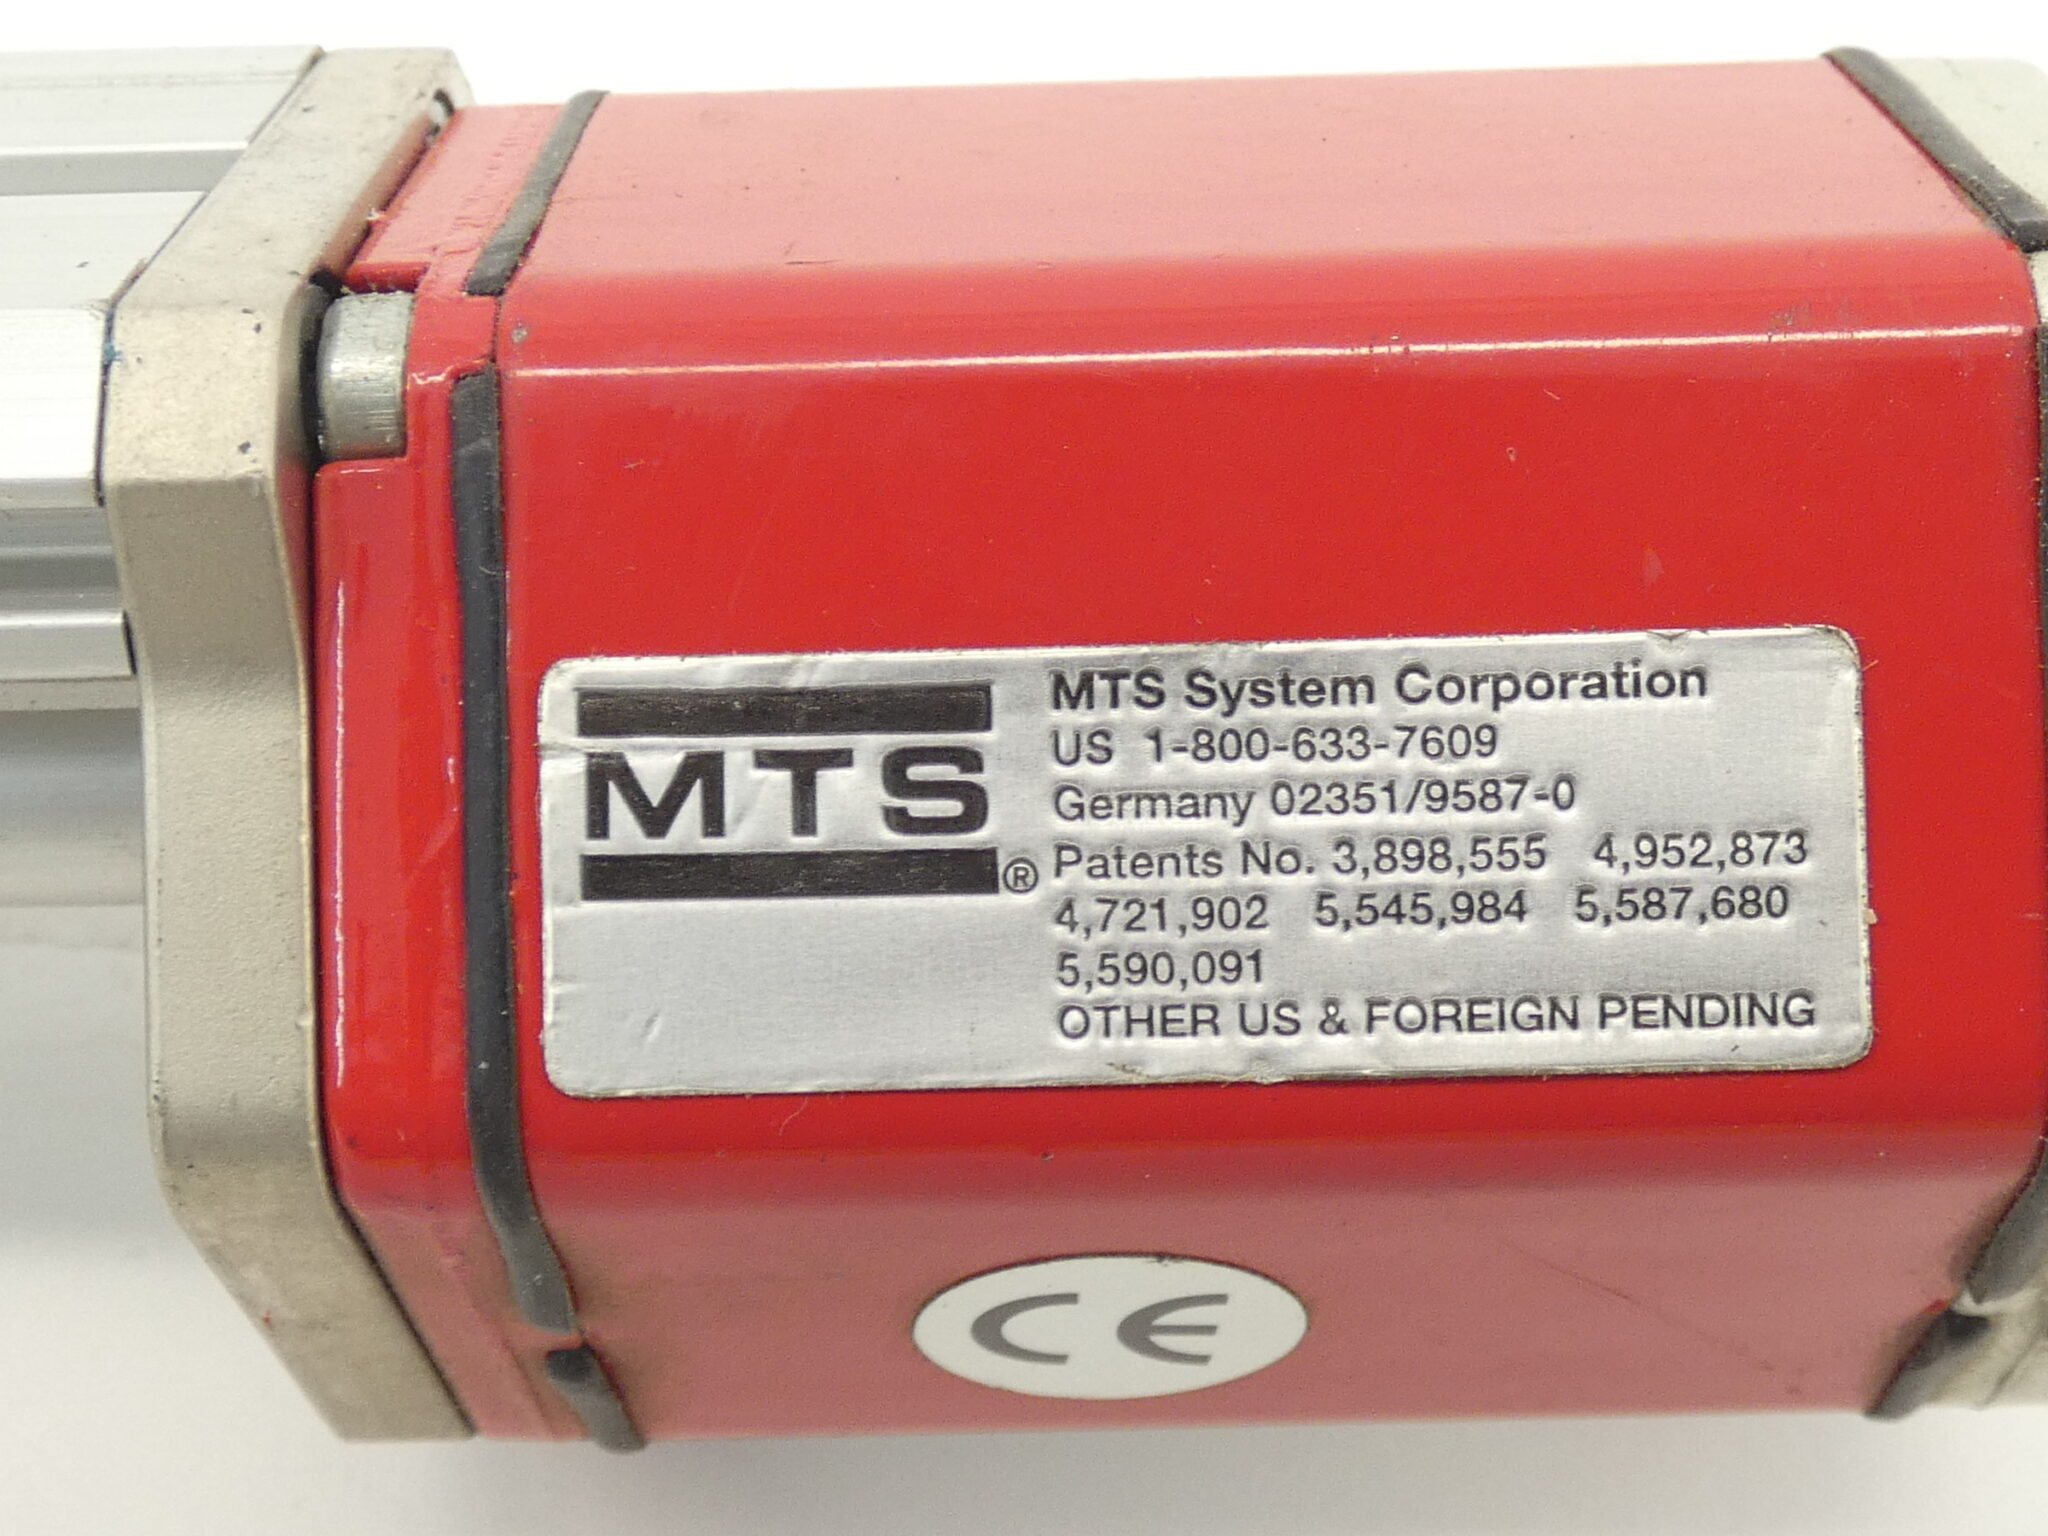 MTS®
MTS System Corporation
US 1-800-633-7609
Germany 02351/9587-0
Patents No. 3,898,555 4,952,873
4,721,902 5,545,984 5,587,680
5,590,091
OTHER US & FOREIGN PENDING
CE